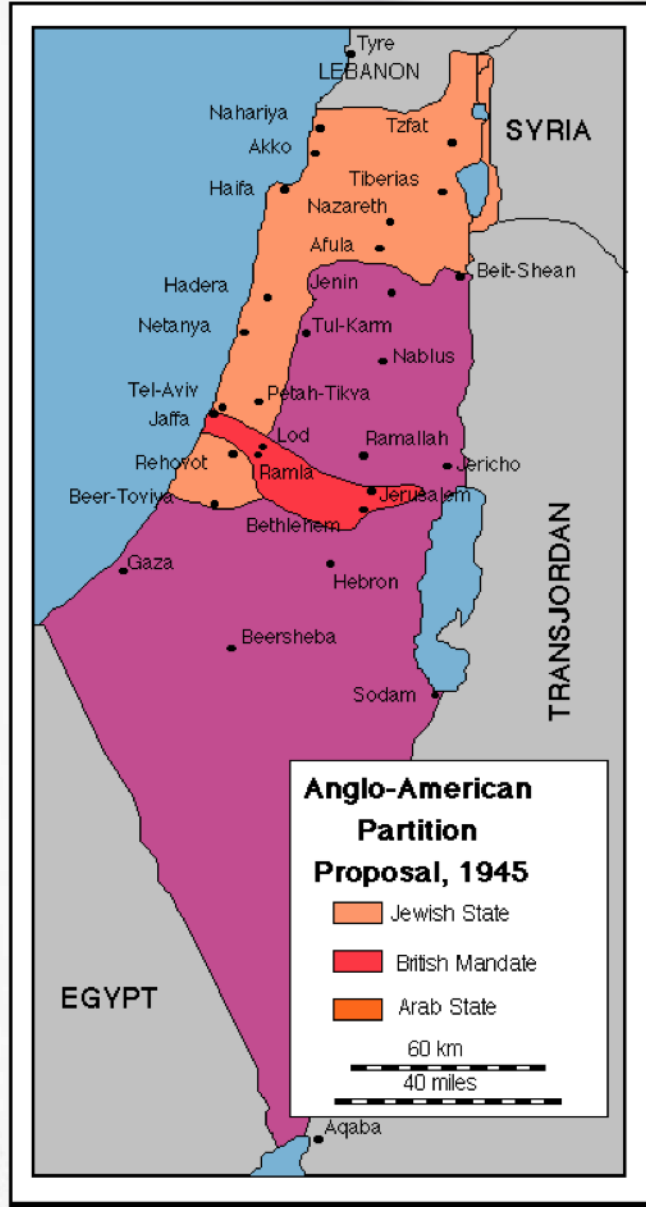 Tyre
LEBANON
Nahariya
Tzfat
SYRIA
Akko
Haifa
Tiberias
Nazareth
Afula
Beit-Shean
Hadera
Jenin
Netanya
Tul-Karm
Nablus
Tel-Aviv
Petah-Tikva
Jaffa
Lod
Ramallah
Rehovot
Ramla
Jericho
Beer-Toviya
Jerusalem
Bethlehem
Gaza
Hebron
TRANSJORDAN
Beersheba
Sodam
Anglo-American
Partition
Proposal, 1945
Jewish State
British Mandate
Arab State
EGYPT
60 km
40 miles
Aqaba